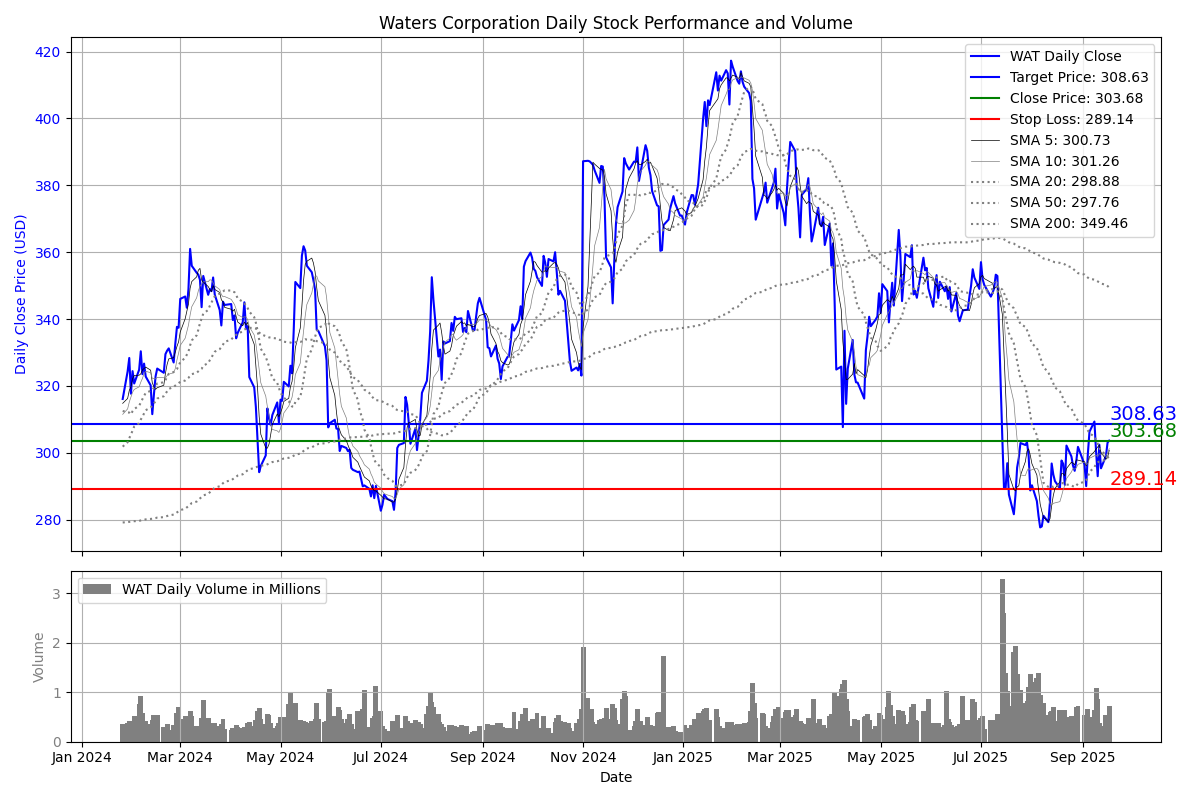 Waters Corporation Daily Stock Performance and Volume
420
400
380
360
340
320
300
280
Daily Close Price (USD)
WAT Daily Close
Target Price: 308.63
Close Price: 303.68
Stop Loss: 289.14
SMA 5: 300.73
SMA 10: 301.26
SMA 20: 298.88
SMA 50: 297.76
SMA 200: 349.46
308.63
303.68
289.14
WAT Daily Volume in Millions
3
2
1
0
Volume
Jan 2024 Mar 2024 May 2024 Jul 2024 Sep 2024 Nov 2024 Jan 2025 Mar 2025 May 2025 Jul 2025 Sep 2025
Date